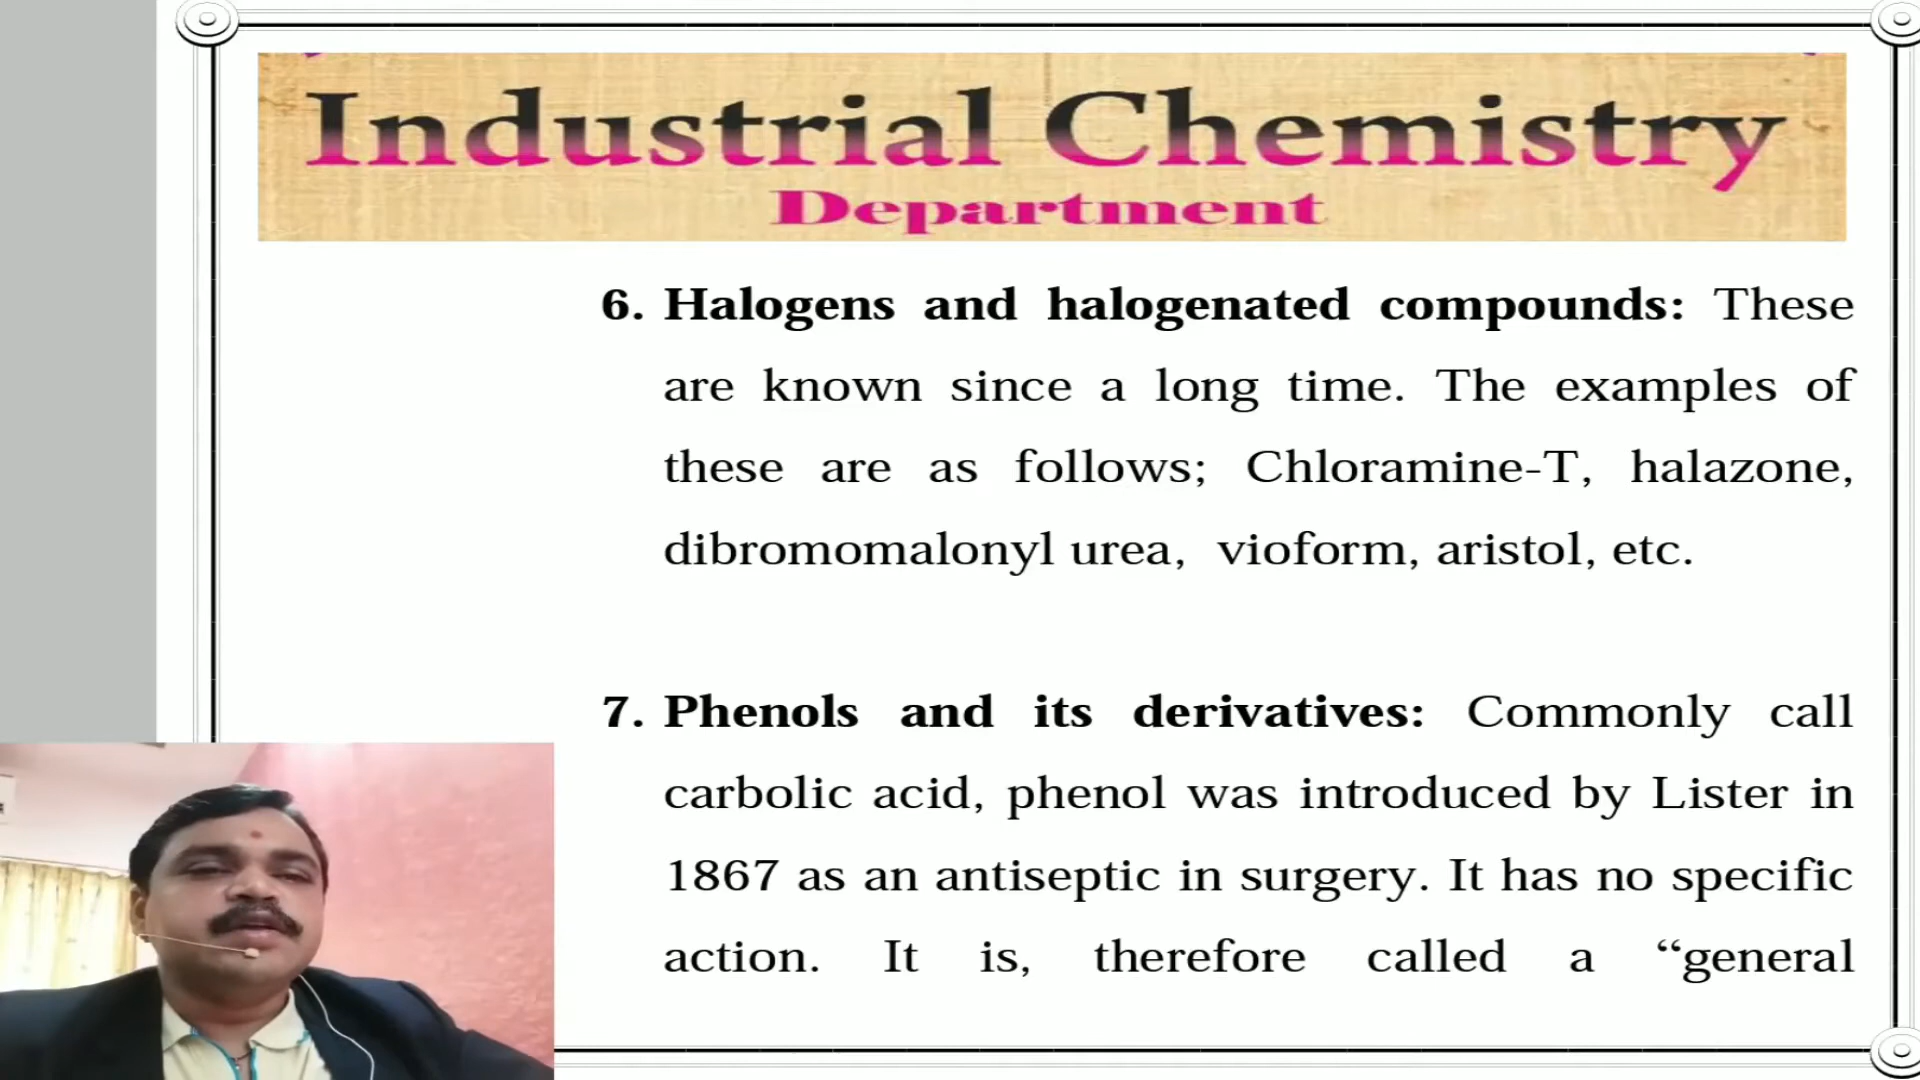 Industrial Chemistry
Department
6. Halogens and halogenated compounds: These
are known since a long time. The examples of
these are as follows; Chloramine-T, halazone,
dibromomalonyl urea, vioform, aristol, etc.
7. Phenols and its derivatives: Commonly call
carbolic acid, phenol was introduced by Lister in
1867 as an antiseptic in surgery. It has no specific
action. It is, therefore called a “general